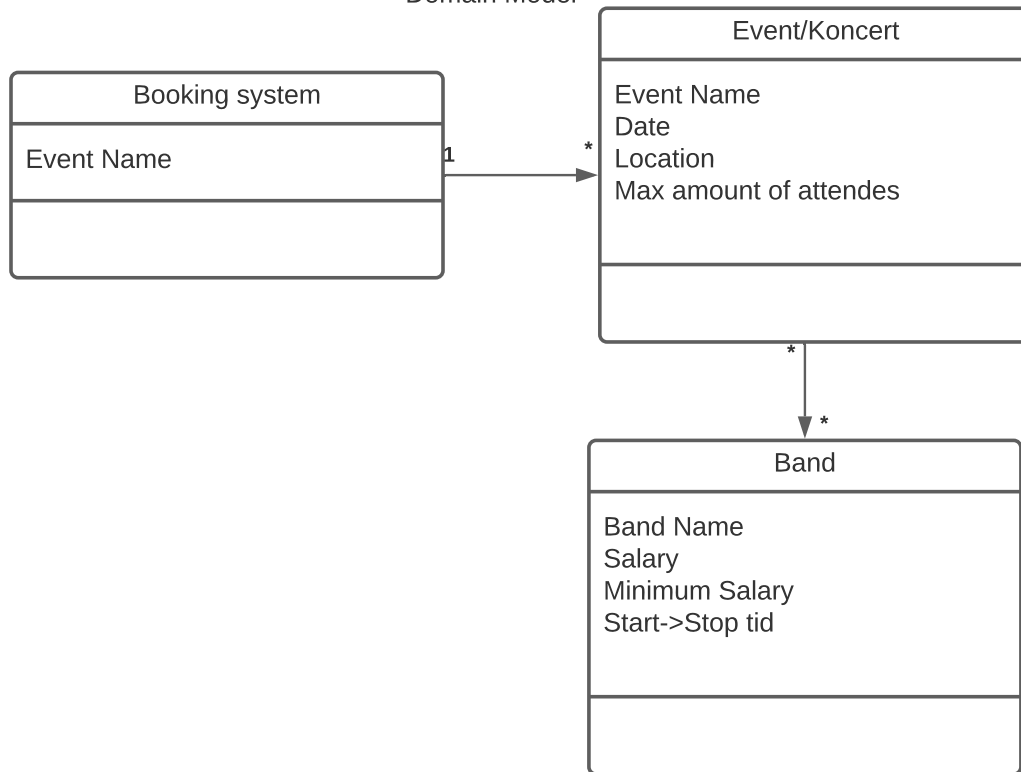 Domain Model
Event/Koncert
Event Name
Date
Location
Max amount of attendes
Booking system
Event Name
1
*
*
*
Band
Band Name
Salary
Minimum Salary
Start->Stop tid